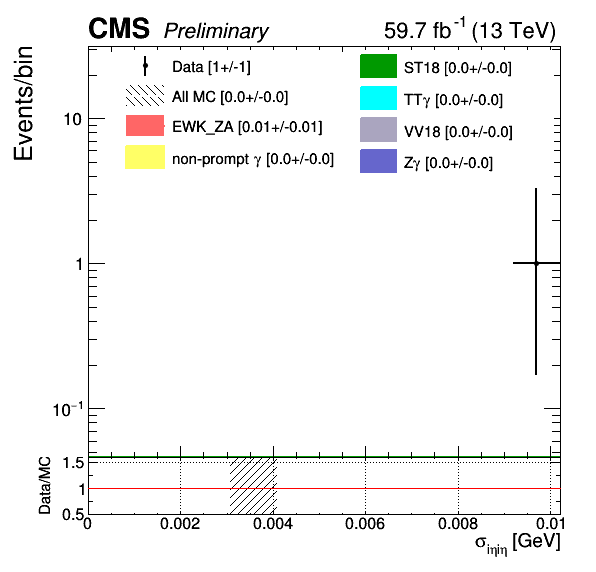 CMS Preliminary 59.7 fb⁻¹ (13 TeV)
Events/bin
Data [1+/-1]
All MC [0.0+/-0.0]
EWK_ZA [0.01+/-0.01]
non-prompt γ [0.0+/-0.0]
ST18 [0.0+/-0.0]
TTγ [0.0+/-0.0]
VV18 [0.0+/-0.0]
Zγ [0.0+/-0.0]
10
1
10⁻¹
Data/MC
1.5
1
0.5
0 0.002 0.004 0.006 0.008 0.01
σiηiη [GeV]